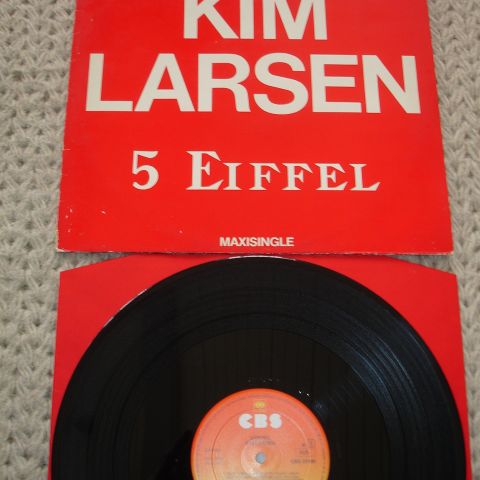 KIM
LARSEN
5 EIFFEL
MAXISINGLE
CBS